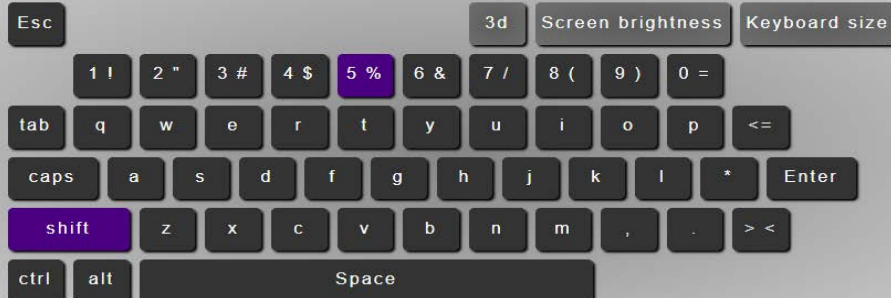 Esc 3d Screen brightness Keyboard size
1 ! 2 " 3 # 4 $ 5 % 6 & 7 / 8 ( 9 ) 0 =
tab q w e r t y u i o p <=
caps a s d f g h j k l * Enter
shift z x c v b n m , . > <
ctrl alt Space